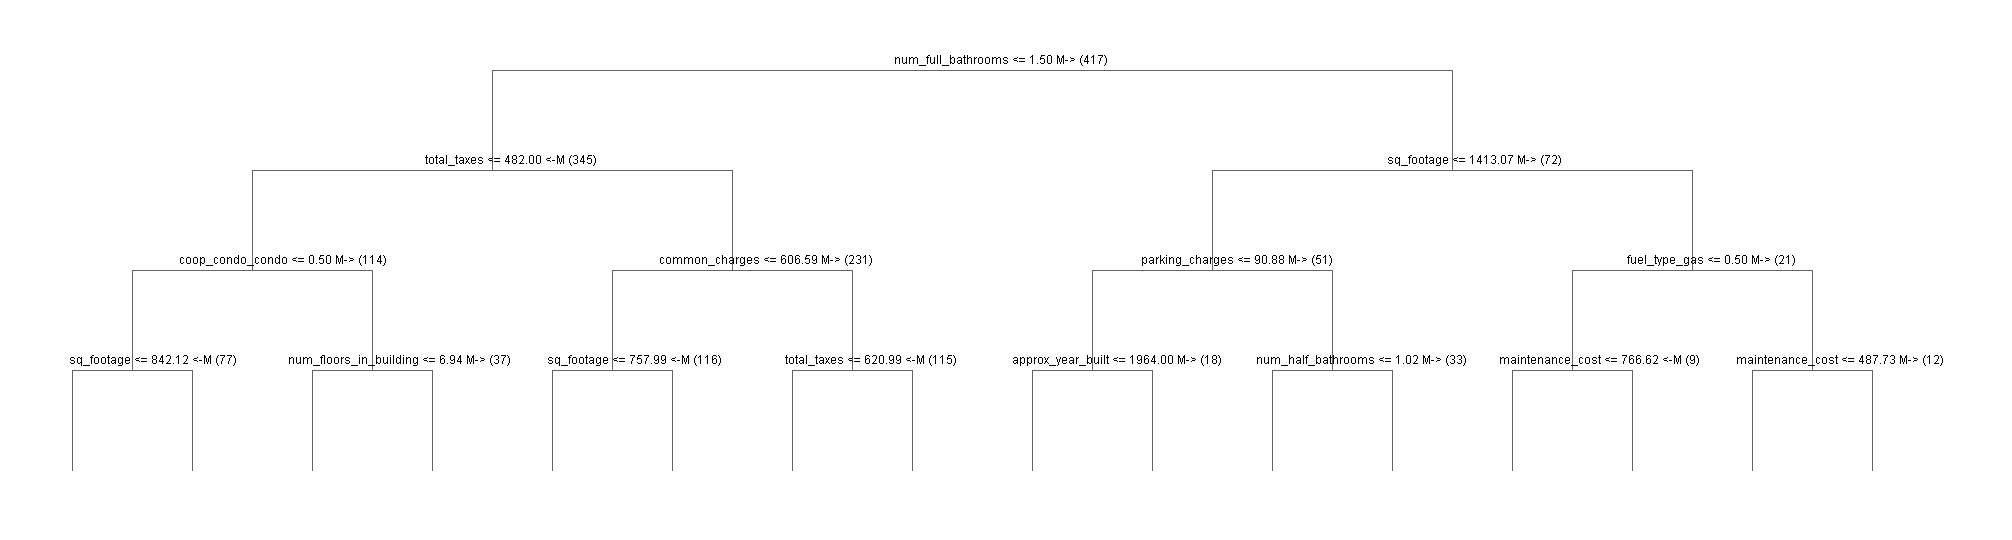 num_full_bathrooms <= 1.50 M-> (417)
total_taxes <= 482.00 <-M (345)
sq_footage <= 1413.07 M-> (72)
coop_condo_condo <= 0.50 M-> (114)
common_charges <= 606.59 M-> (231)
parking_charges <= 90.88 M-> (51)
fuel_type_gas <= 0.50 M-> (21)
sq_footage <= 842.12 <-M (77)
num_floors_in_building <= 6.94 M-> (37)
sq_footage <= 757.99 <-M (116)
total_taxes <= 620.99 <-M (115)
approx_year_built <= 1964.00 M-> (18)
num_half_bathrooms <= 1.02 M-> (33)
maintenance_cost <= 766.62 <-M (9)
maintenance_cost <= 487.73 M-> (12)